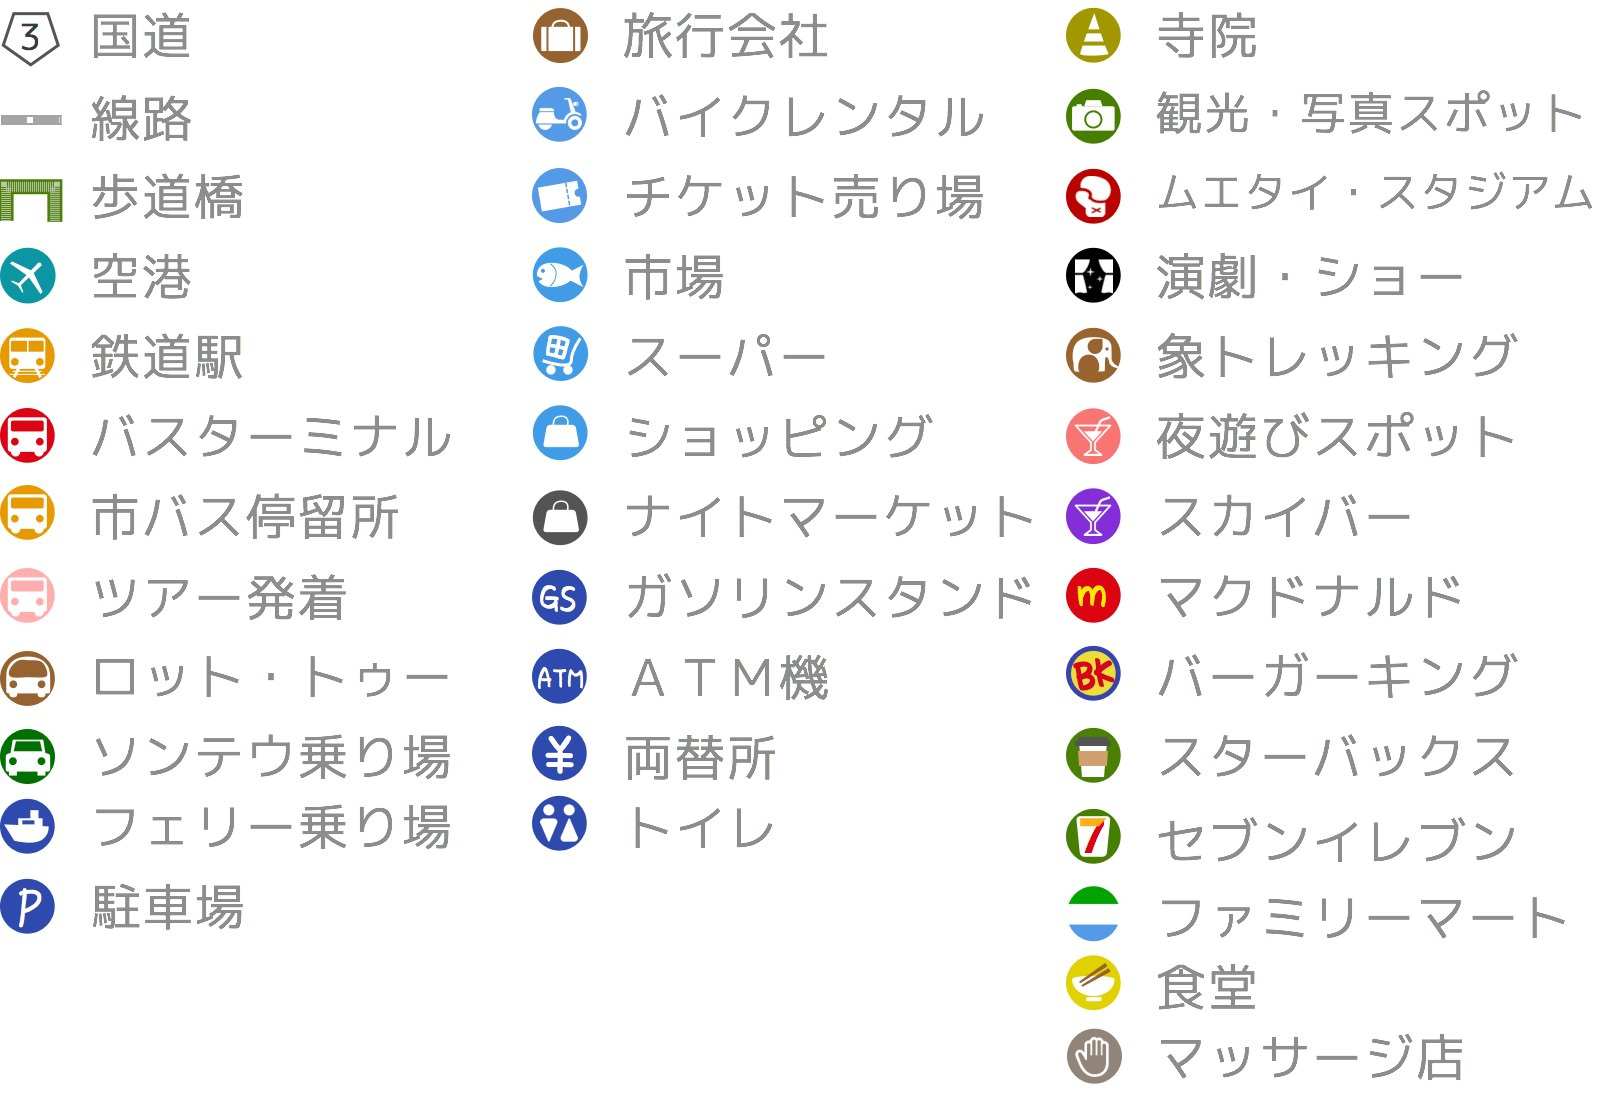 3 国道
線路
歩道橋
空港
鉄道駅
バスターミナル
市バス停留所
ツアー発着
ロット・トゥー
ソンテウ乗り場
フェリー乗り場
P 駐車場
旅行会社
バイクレンタル
チケット売り場
市場
スーパー
ショッピング
ナイトマーケット
GS ガソリンスタンド
ATM ＡＴＭ機
¥ 両替所
トイレ
寺院
観光・写真スポット
ムエタイ・スタジアム
演劇・ショー
象トレッキング
夜遊びスポット
スカイバー
m マクドナルド
BK バーガーキング
スターバックス
7 セブンイレブン
ファミリーマート
食堂
マッサージ店